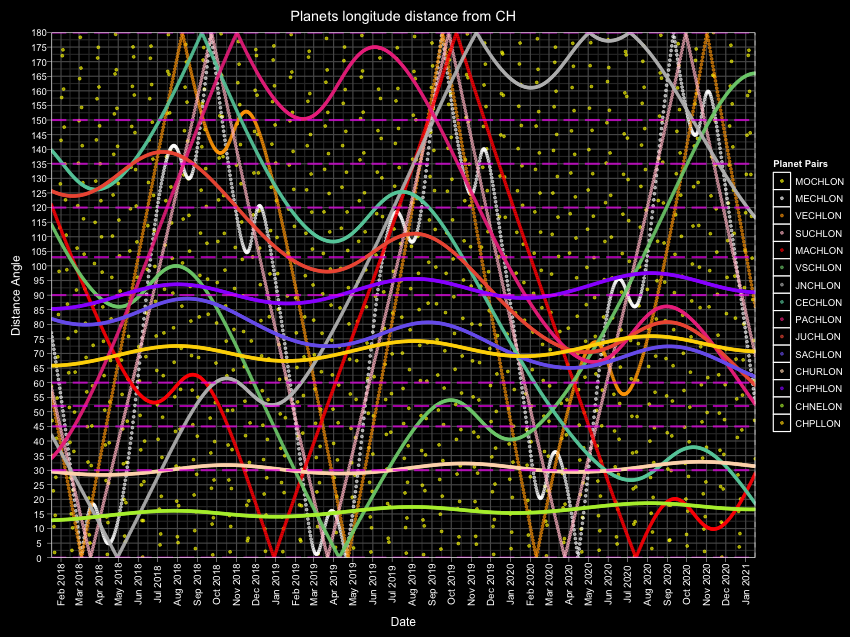 Planets longitude distance from CH
Distance Angle
180
175
170
165
160
155
150
145
140
135
130
125
120
115
110
105
100
95
90
85
80
75
70
65
60
55
50
45
40
35
30
25
20
15
10
5
0
Feb 2018
Mar 2018
Apr 2018
May 2018
Jun 2018
Jul 2018
Aug 2018
Sep 2018
Oct 2018
Nov 2018
Dec 2018
Jan 2019
Feb 2019
Mar 2019
Apr 2019
May 2019
Jun 2019
Jul 2019
Aug 2019
Sep 2019
Oct 2019
Nov 2019
Dec 2019
Jan 2020
Feb 2020
Mar 2020
Apr 2020
May 2020
Jun 2020
Jul 2020
Aug 2020
Sep 2020
Oct 2020
Nov 2020
Dec 2020
Jan 2021
Date
Planet Pairs
MOCHLON
MECHLON
VECHLON
SUCHLON
MACHLON
VSCHLON
JNCHLON
CECHLON
PACHLON
JUCHLON
SACHLON
CHURLON
CHPHLON
CHNELON
CHPLLON